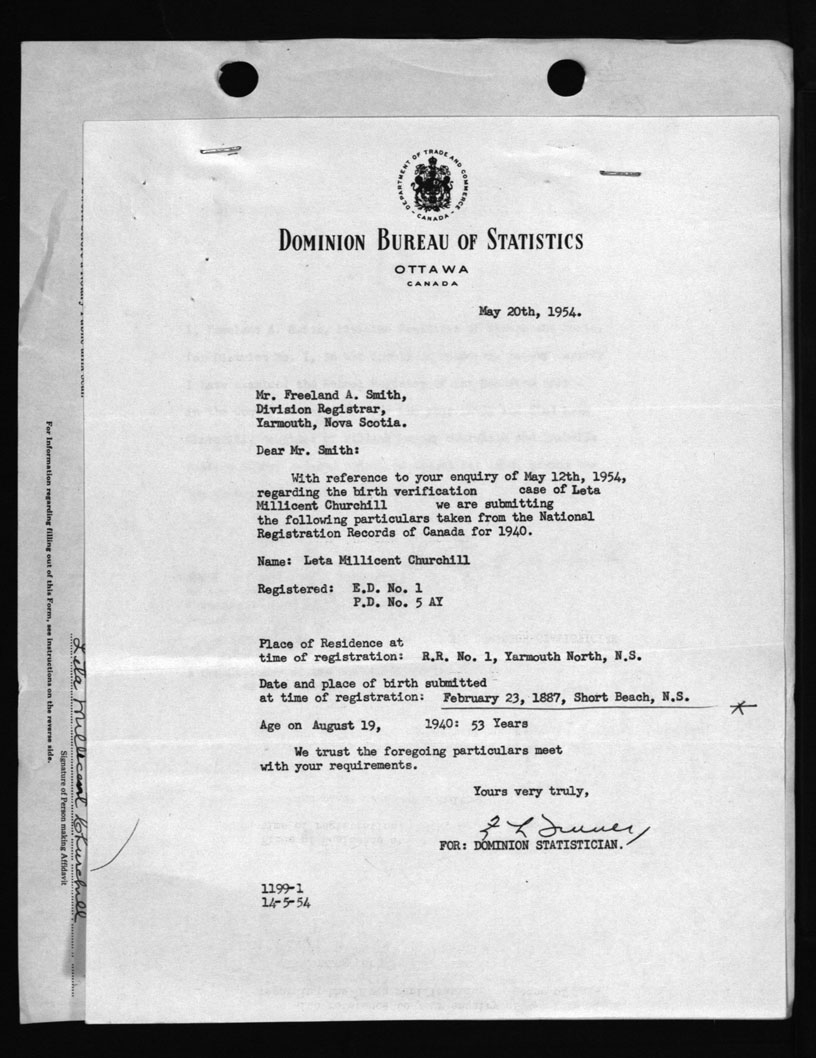 DEPARTMENT OF TRADE AND COMMERCE
- CANADA -
DOMINION BUREAU OF STATISTICS
OTTAWA
CANADA
May 20th, 1954.
Mr. Freeland A. Smith,
Division Registrar,
Yarmouth, Nova Scotia.
Dear Mr. Smith:
With reference to your enquiry of May 12th, 1954,
regarding the birth verification case of Leta
Millicent Churchill we are submitting
the following particulars taken from the National
Registration Records of Canada for 1940.
Name: Leta Millicent Churchill
Registered: E.D. No. 1
P.D. No. 5 AY
Place of Residence at
time of registration: R.R. No. 1, Yarmouth North, N.S.
Date and place of birth submitted
at time of registration: February 23, 1887, Short Beach, N.S.
Age on August 19, 1940: 53 Years
We trust the foregoing particulars meet
with your requirements.
Yours very truly,
FOR: DOMINION STATISTICIAN.
1199-1
14-5-54
For Information regarding filling out of this Form, see instructions on the reverse side.
Leta Millicent Churchill
Signature of Person making Affidavit